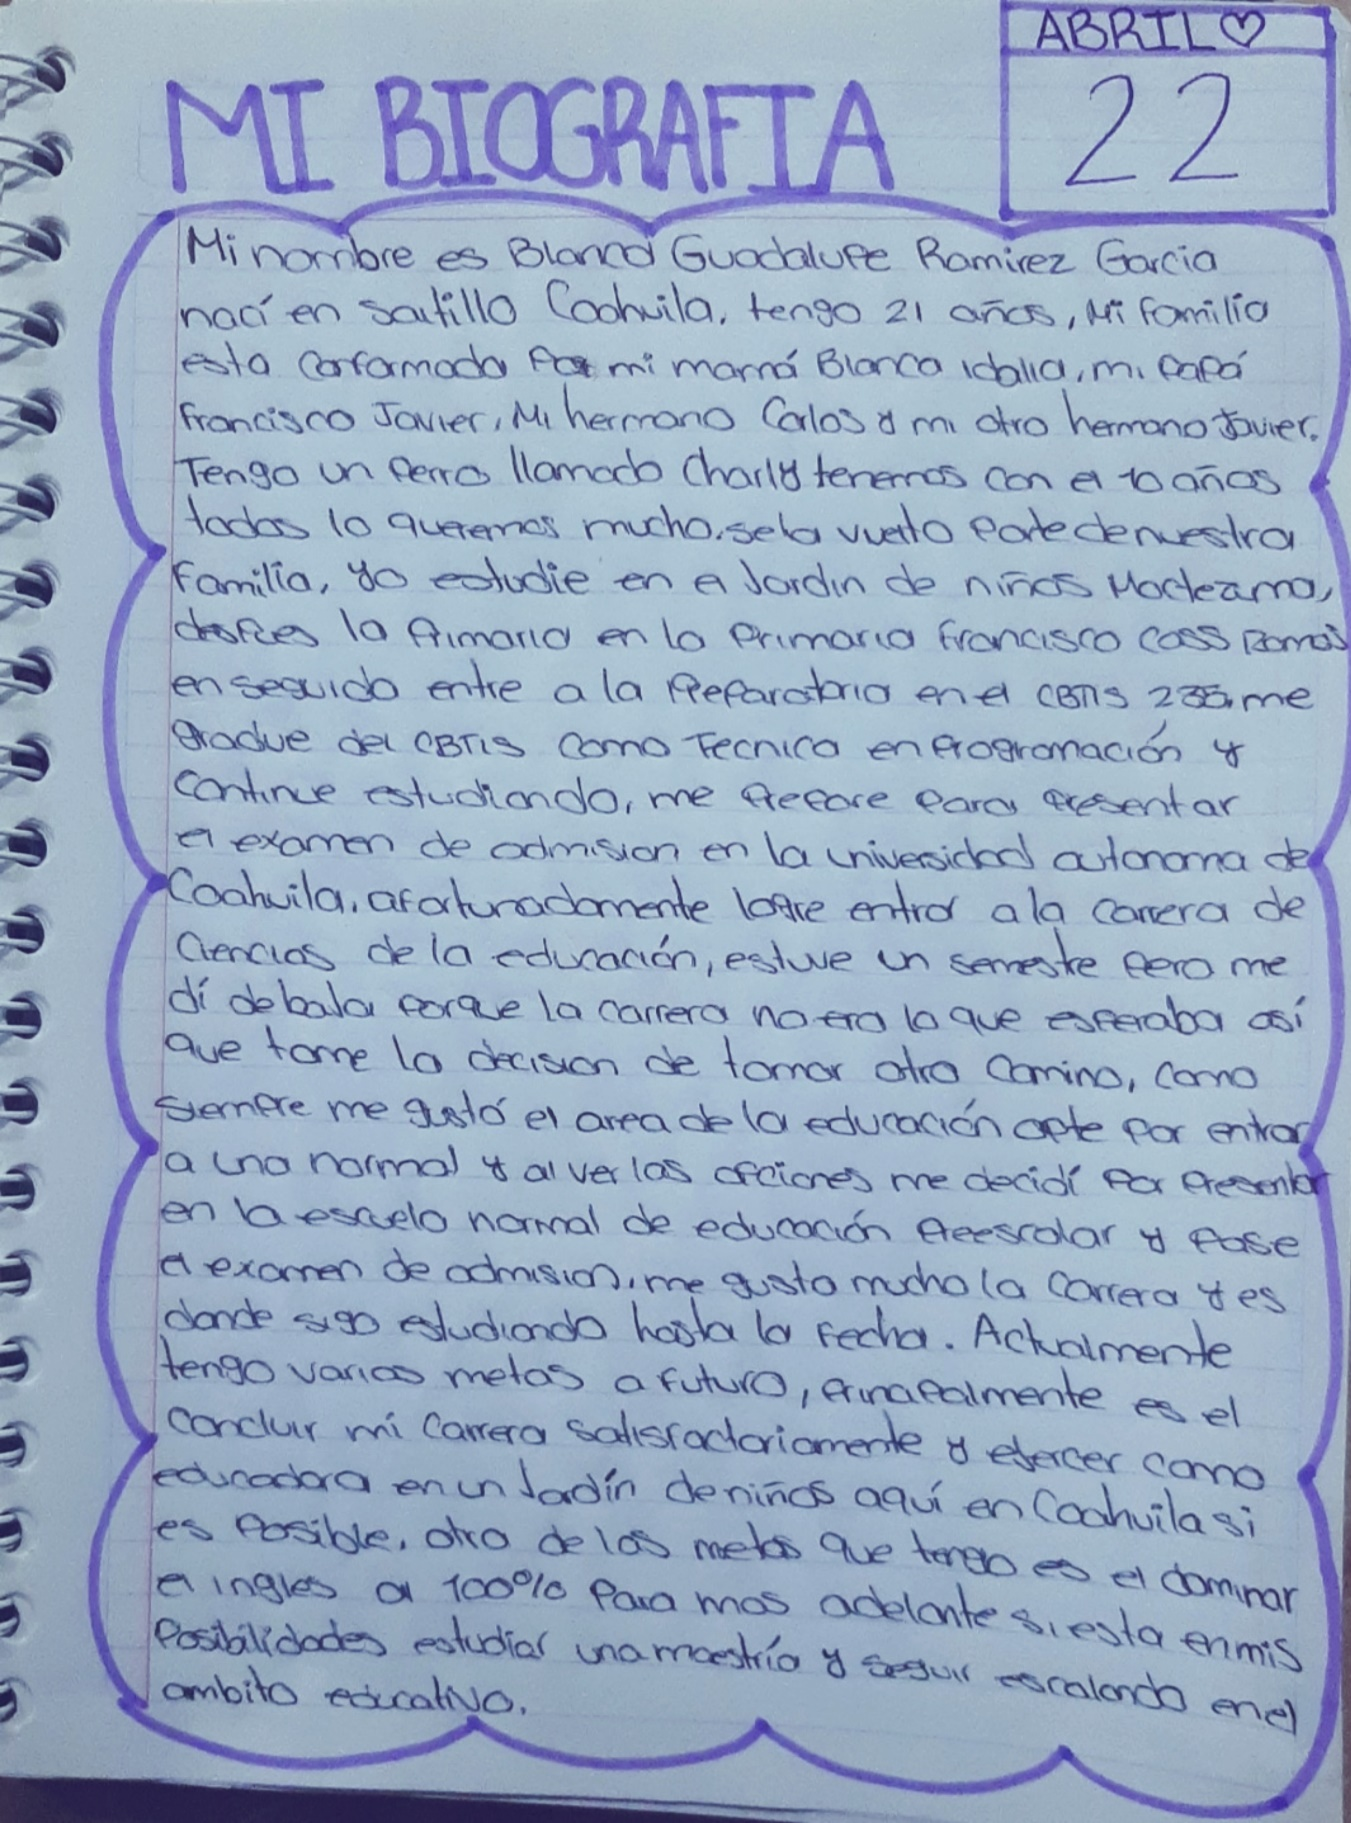 ABRIL
22
MI BIOGRAFIA
Mi nombre es Blanca Guadalupe Ramirez Garcia
nací en Saltillo Coahuila, tengo 21 años, Mi familia
esta conformada por mi mamá Blanca Idalia, mi papá
Francisco Javier, Mi hermano Carlos y mi otro hermano Javier.
Tengo un perro llamado Charly tenemos con el 10 años
todos lo queremos mucho, se la vuelto parte de nuestra
familia, yo estudie en el Jardin de niños Moctezuma,
despues la primaria en la primaria Francisco Coss
en seguida entre a la preparatoria en el CBTIS 235, me
gradue del CBTIS como Tecnico en programación y
continue estudiando, me prepare para presentar
el examen de admision en la universidad autonoma de
Coahuila, afortunadamente logre entrar a la carrera de
Ciencias de la educación, estuve un semestre pero me
dí de baja porque la carrera no era lo que esperaba así
que tome la decision de tomar otro camino, como
siempre me gustó el area de la educación opte por entrar
a una normal y al ver las opciones me decidí por presentar
en la escuela normal de educación preescolar y pase
el examen de admision, me gusto mucho la carrera y es
donde sigo estudiando hasta la fecha. Actualmente
tengo varias metas a futuro, principalmente es el
concluir mi carrera satisfactoriamente y ejercer como
educadora en un Jardín de niños aquí en Coahuila si
es posible, otra de las metas que tengo es el dominar
el ingles al 100% para mas adelante si esta en mis
posibilidades estudiar una maestría y seguir escalando en el
ambito educativo.